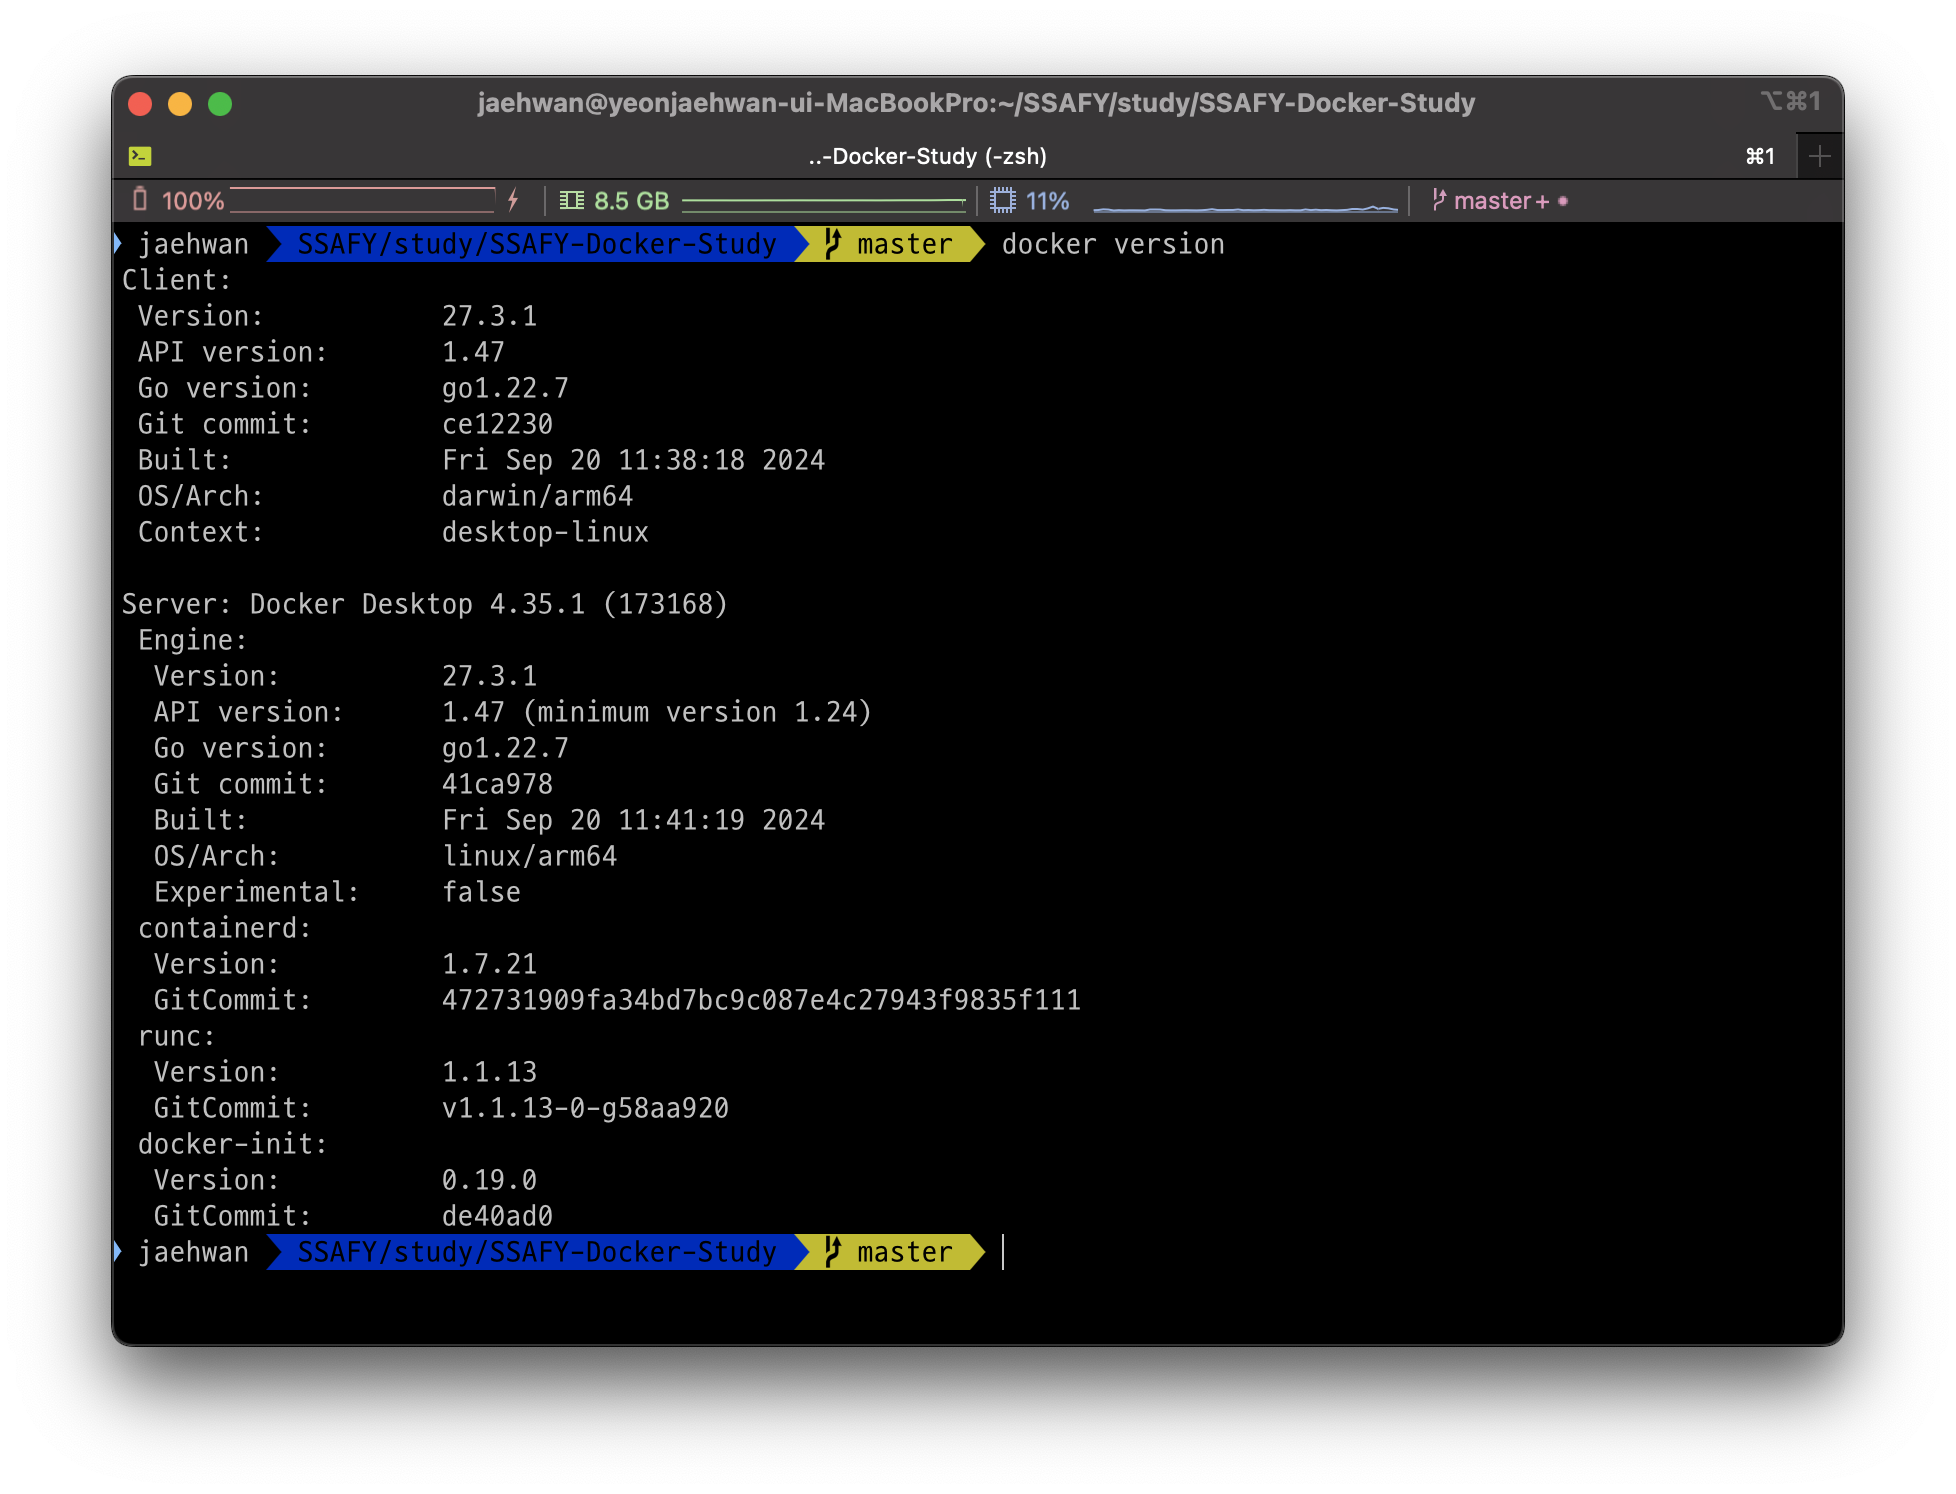 jaehwan@yeonjaehwan-ui-MacBookPro:~/SSAFY/study/SSAFY-Docker-Study ⌥⌘1
..-Docker-Study (-zsh) ⌘1
100% 8.5 GB 11% master+ •
jaehwan SSAFY/study/SSAFY-Docker-Study master docker version
Client:
 Version:           27.3.1
 API version:       1.47
 Go version:        go1.22.7
 Git commit:        ce12230
 Built:             Fri Sep 20 11:38:18 2024
 OS/Arch:           darwin/arm64
 Context:           desktop-linux

Server: Docker Desktop 4.35.1 (173168)
 Engine:
  Version:          27.3.1
  API version:      1.47 (minimum version 1.24)
  Go version:       go1.22.7
  Git commit:       41ca978
  Built:            Fri Sep 20 11:41:19 2024
  OS/Arch:          linux/arm64
  Experimental:     false
 containerd:
  Version:          1.7.21
  GitCommit:        472731909fa34bd7bc9c087e4c27943f9835f111
 runc:
  Version:          1.1.13
  GitCommit:        v1.1.13-0-g58aa920
 docker-init:
  Version:          0.19.0
  GitCommit:        de40ad0
jaehwan SSAFY/study/SSAFY-Docker-Study master